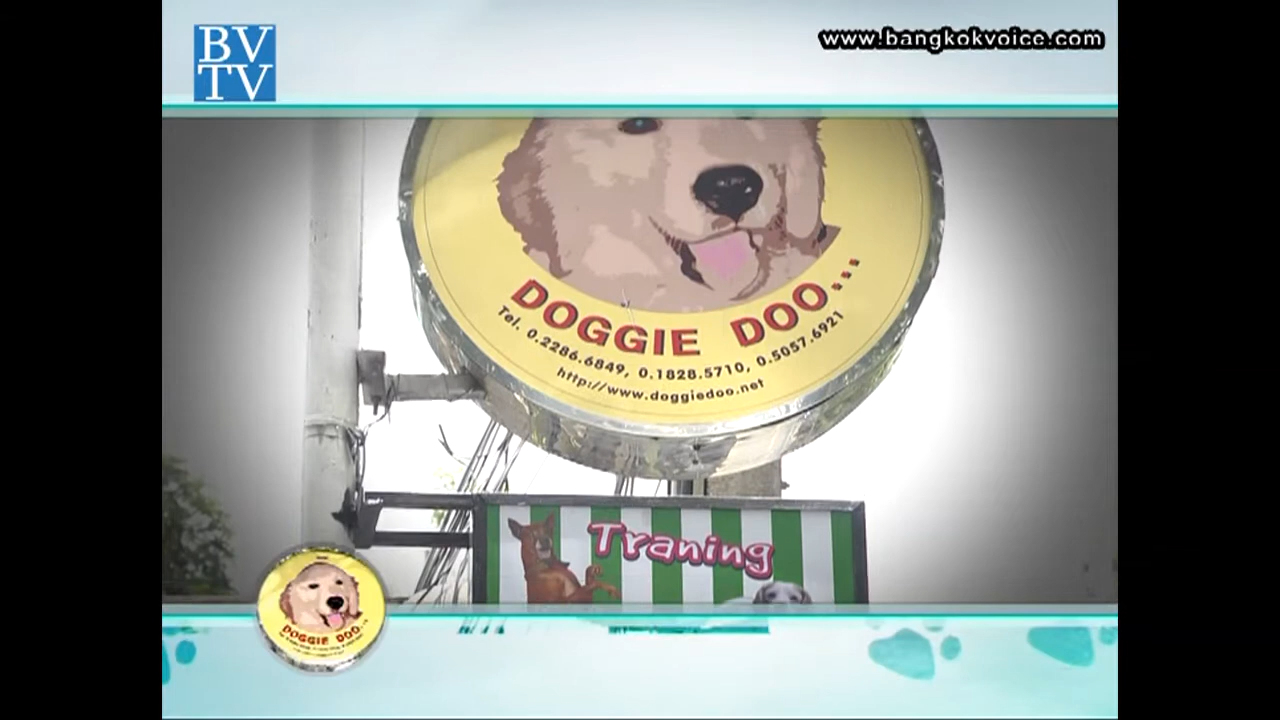 BV
TV
www.bangkokvoice.com
DOGGIE DOO...
Tel. 0.2286.6849, 0.1828.5710, 0.5057.6921
http://www.doggiedoo.net
Traning
DOGGIE DOO...